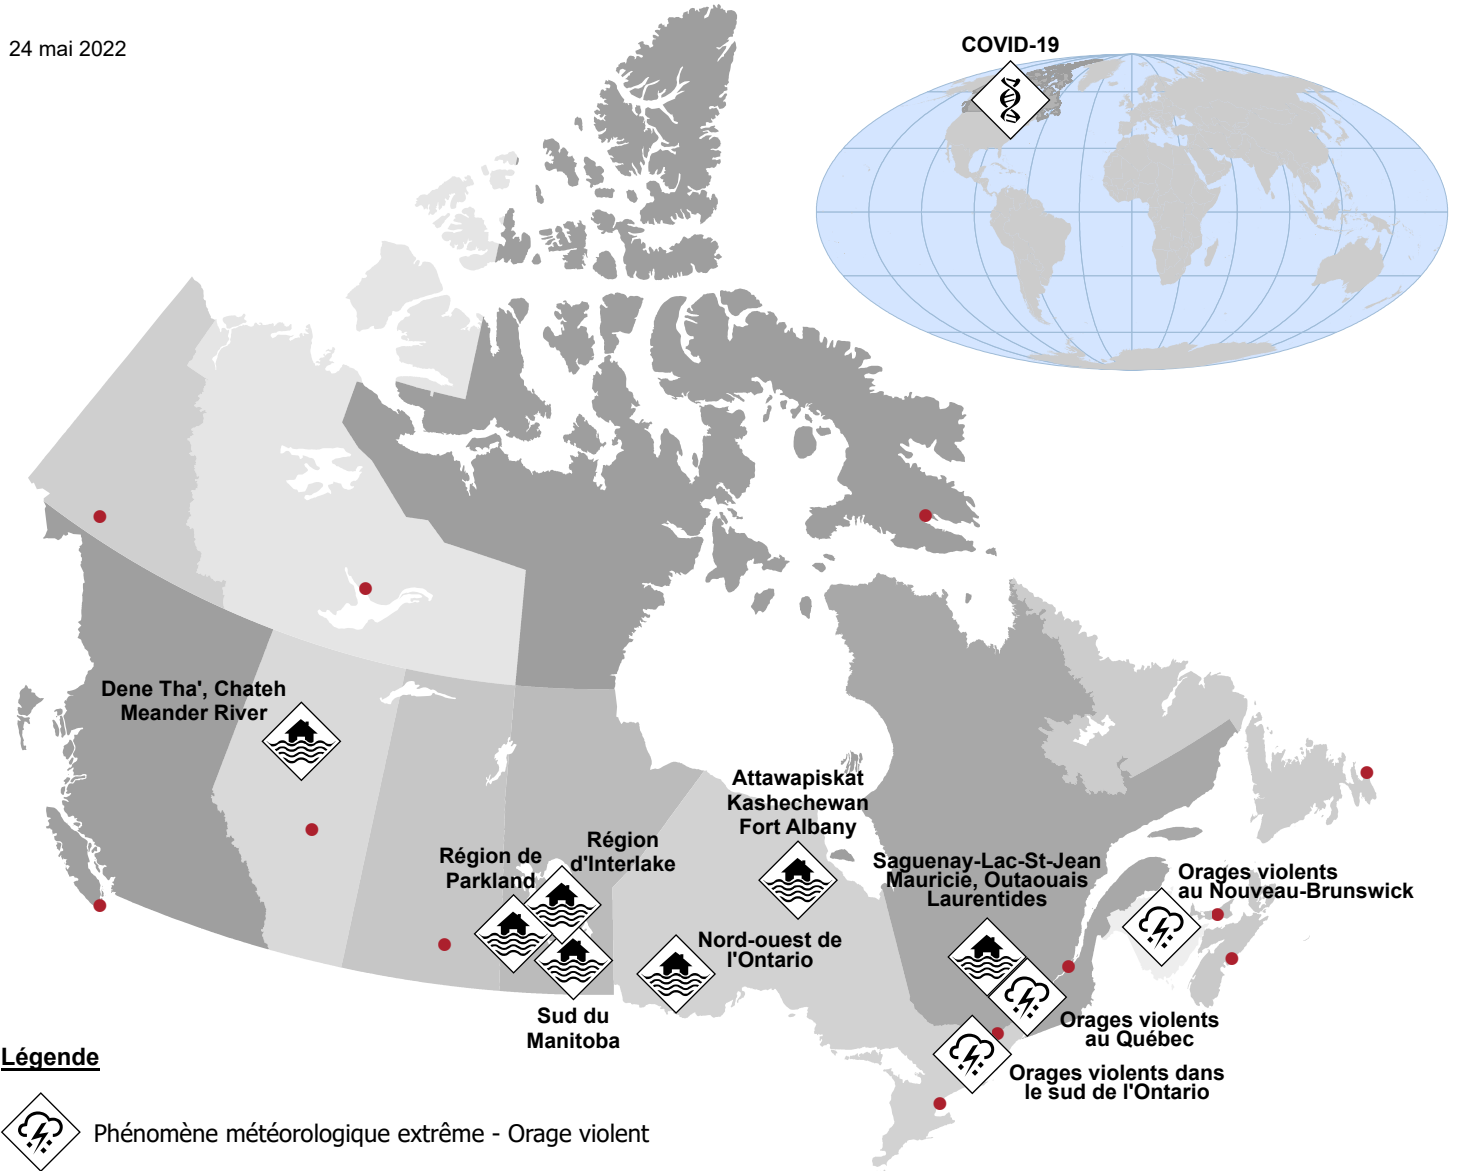 24 mai 2022
COVID-19
Dene Tha', Chateh
Meander River
Attawapiskat
Kashechewan
Fort Albany
Région
d'Interlake
Région de
Parkland
Saguenay-Lac-St-Jean
Mauricie, Outaouais
Laurentides
Orages violents
au Nouveau-Brunswick
Nord-ouest de
l'Ontario
Sud du
Manitoba
Orages violents
au Québec
Orages violents dans
le sud de l'Ontario
Légende
Phénomène météorologique extrême - Orage violent